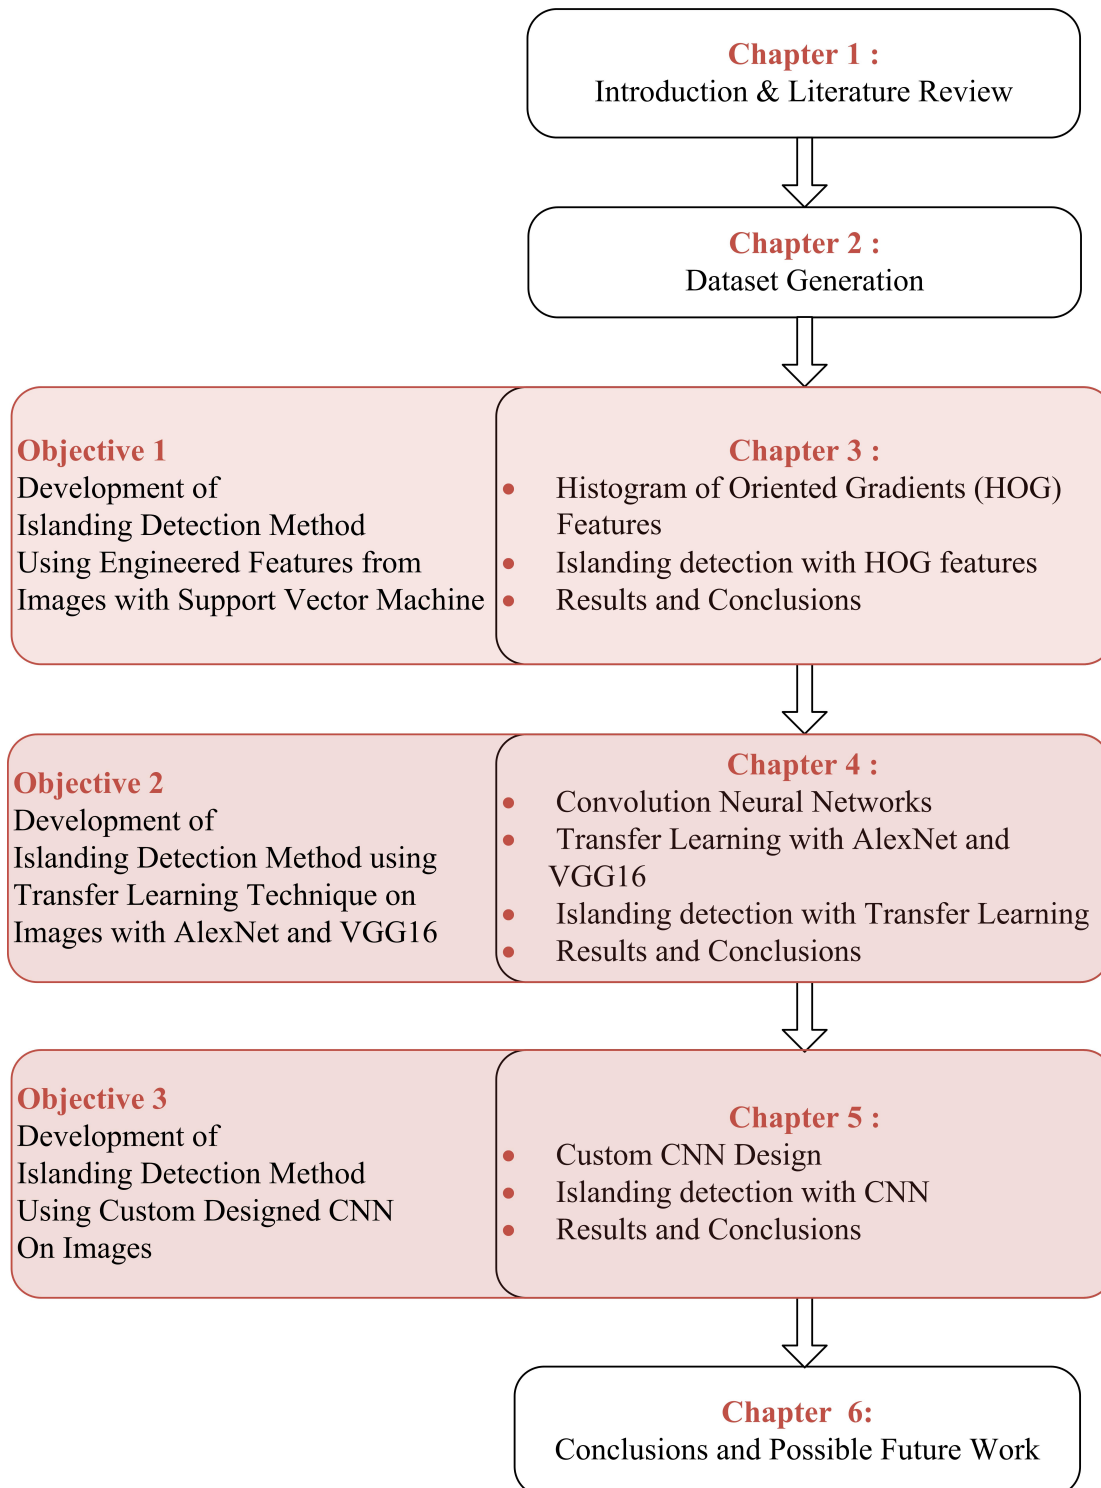 Chapter 1 :
Introduction & Literature Review
Chapter 2 :
Dataset Generation
Objective 1
Development of
Islanding Detection Method
Using Engineered Features from
Images with Support Vector Machine
Chapter 3 :
• Histogram of Oriented Gradients (HOG)
Features
• Islanding detection with HOG features
• Results and Conclusions
Objective 2
Development of
Islanding Detection Method using
Transfer Learning Technique on
Images with AlexNet and VGG16
Chapter 4 :
• Convolution Neural Networks
• Transfer Learning with AlexNet and
VGG16
• Islanding detection with Transfer Learning
• Results and Conclusions
Objective 3
Development of
Islanding Detection Method
Using Custom Designed CNN
On Images
Chapter 5 :
• Custom CNN Design
• Islanding detection with CNN
• Results and Conclusions
Chapter 6:
Conclusions and Possible Future Work